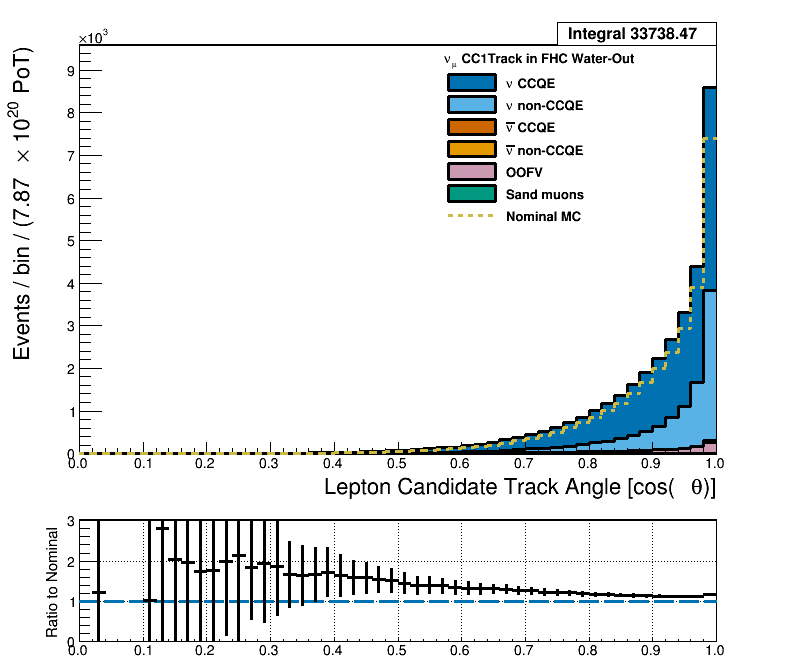 Integral 33738.47
×10³
ν_μ CC1Track in FHC Water-Out
ν CCQE
ν non-CCQE
ν̅ CCQE
ν̅ non-CCQE
OOFV
Sand muons
Nominal MC
Events / bin / (7.87 × 10²⁰ PoT)
9
8
7
6
5
4
3
2
1
0
0.0 0.1 0.2 0.3 0.4 0.5 0.6 0.7 0.8 0.9 1.0
Lepton Candidate Track Angle [cos( θ)]
Ratio to Nominal
3
2
1
0
0.0 0.1 0.2 0.3 0.4 0.5 0.6 0.7 0.8 0.9 1.0